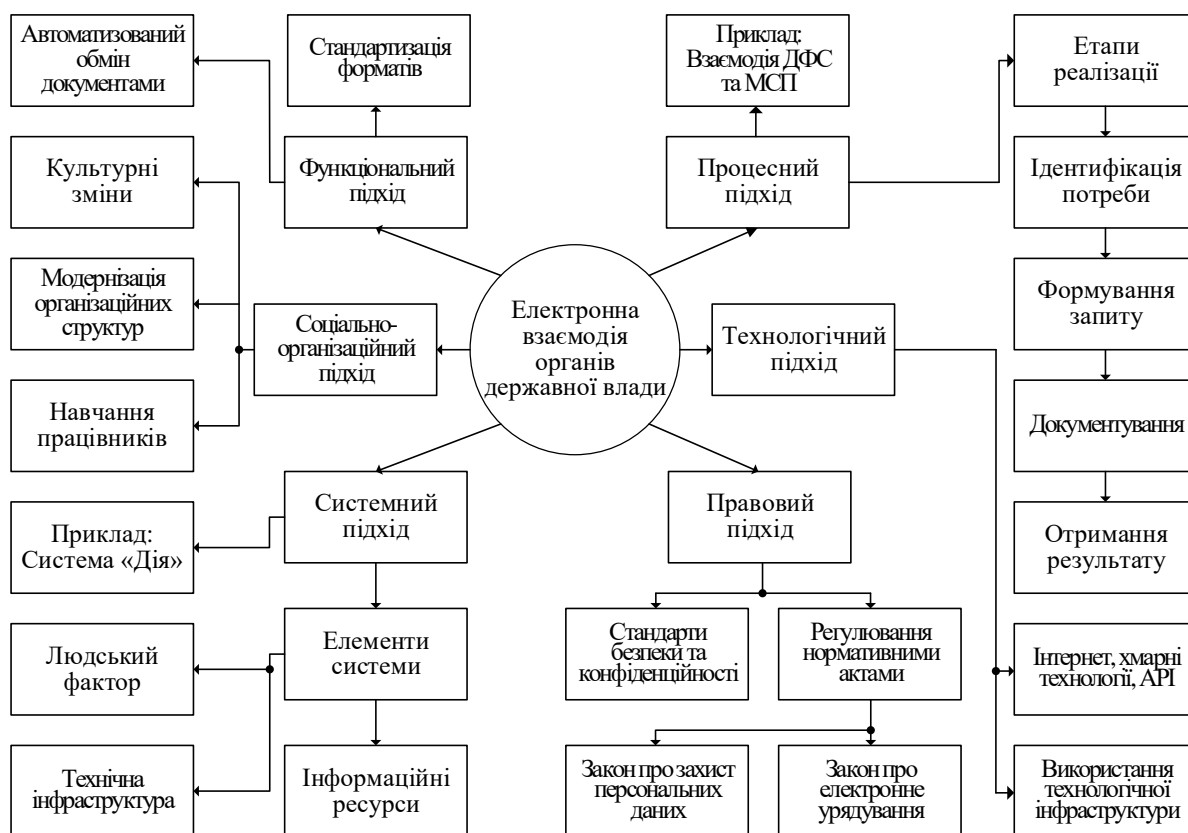 Автоматизований
обмін
документами
Стандартизація
форматів
Приклад:
Взаємодія ДФС
та МСП
Етапи
реалізації
Культурні
зміни
Функціональний
підхід
Процесний
підхід
Ідентифікація
потреби
Модернізація
організаційних
структур
Соціально-
організаційний
підхід
Електронна
взаємодія
органів
державної влади
Технологічний
підхід
Формування
запиту
Навчання
працівників
Документування
Приклад:
Система «Дія»
Системний
підхід
Правовий
підхід
Отримання
результату
Людський
фактор
Елементи
системи
Стандарти
безпеки та
конфіденційності
Регулювання
нормативними
актами
Інтернет, хмарні
технології, API
Технічна
інфраструктура
Інформаційні
ресурси
Закон про захист
персональних
даних
Закон про
електронне
урядування
Використання
технологічної
інфраструктури